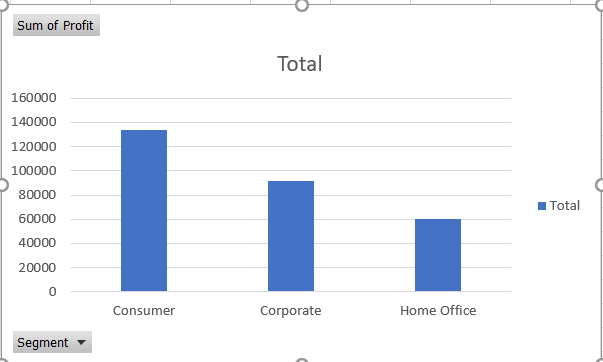 Sum of Profit
Total
160000
140000
120000
100000
80000
60000
40000
20000
0
Consumer
Corporate
Home Office
Total
Segment